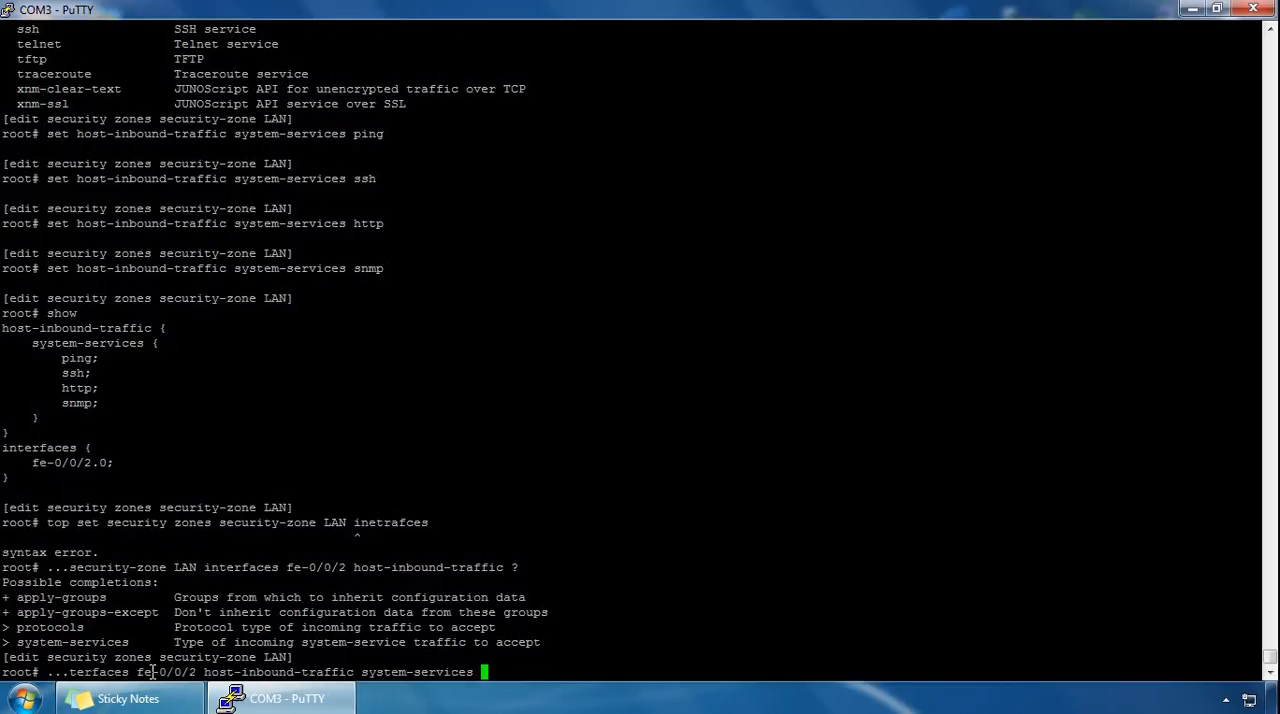 COM3 - PuTTY
ssh                  SSH service
telnet               Telnet service
tftp                 TFTP
traceroute           Traceroute service
xnm-clear-text       JUNOScript API for unencrypted traffic over TCP
xnm-ssl              JUNOScript API service over SSL
[edit security zones security-zone LAN]
root# set host-inbound-traffic system-services ping
[edit security zones security-zone LAN]
root# set host-inbound-traffic system-services ssh
[edit security zones security-zone LAN]
root# set host-inbound-traffic system-services http
[edit security zones security-zone LAN]
root# set host-inbound-traffic system-services snmp
[edit security zones security-zone LAN]
root# show
host-inbound-traffic {
    system-services {
        ping;
        ssh;
        http;
        snmp;
    }
}
interfaces {
    fe-0/0/2.0;
}
[edit security zones security-zone LAN]
root# top set security zones security-zone LAN inetrafces
^
syntax error.
root# ...security-zone LAN interfaces fe-0/0/2 host-inbound-traffic ?
Possible completions:
+ apply-groups         Groups from which to inherit configuration data
+ apply-groups-except  Don't inherit configuration data from these groups
> protocols            Protocol type of incoming traffic to accept
> system-services      Type of incoming system-service traffic to accept
[edit security zones security-zone LAN]
root# ...terfaces fe-0/0/2 host-inbound-traffic system-services
Sticky Notes
COM3 - PuTTY